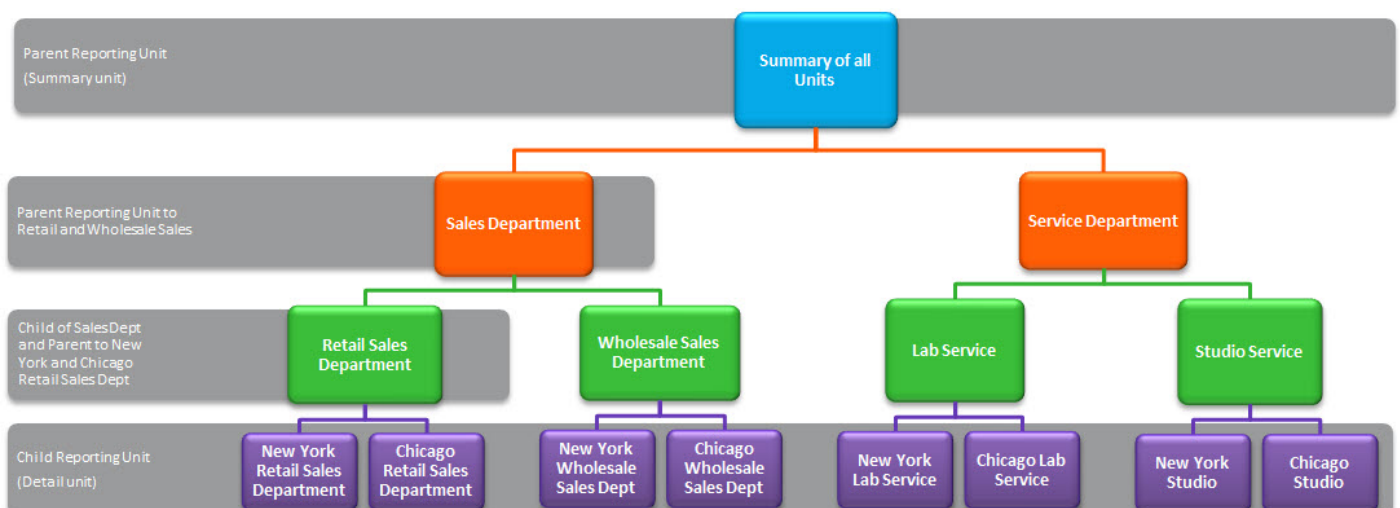 Parent Reporting Unit
(Summary unit)
Summary of all
Units
Parent Reporting Unit to
Retail and Wholesale Sales
Sales Department
Service Department
Child of Sales Dept
and Parent to New
York and Chicago
Retail Sales Dept
Retail Sales
Department
Wholesale Sales
Department
Lab Service
Studio Service
Child Reporting Unit
(Detail unit)
New York
Retail Sales
Department
Chicago
Retail Sales
Department
New York
Wholesale
Sales Dept
Chicago
Wholesale
Sales Dept
New York
Lab Service
Chicago Lab
Service
New York
Studio
Chicago
Studio